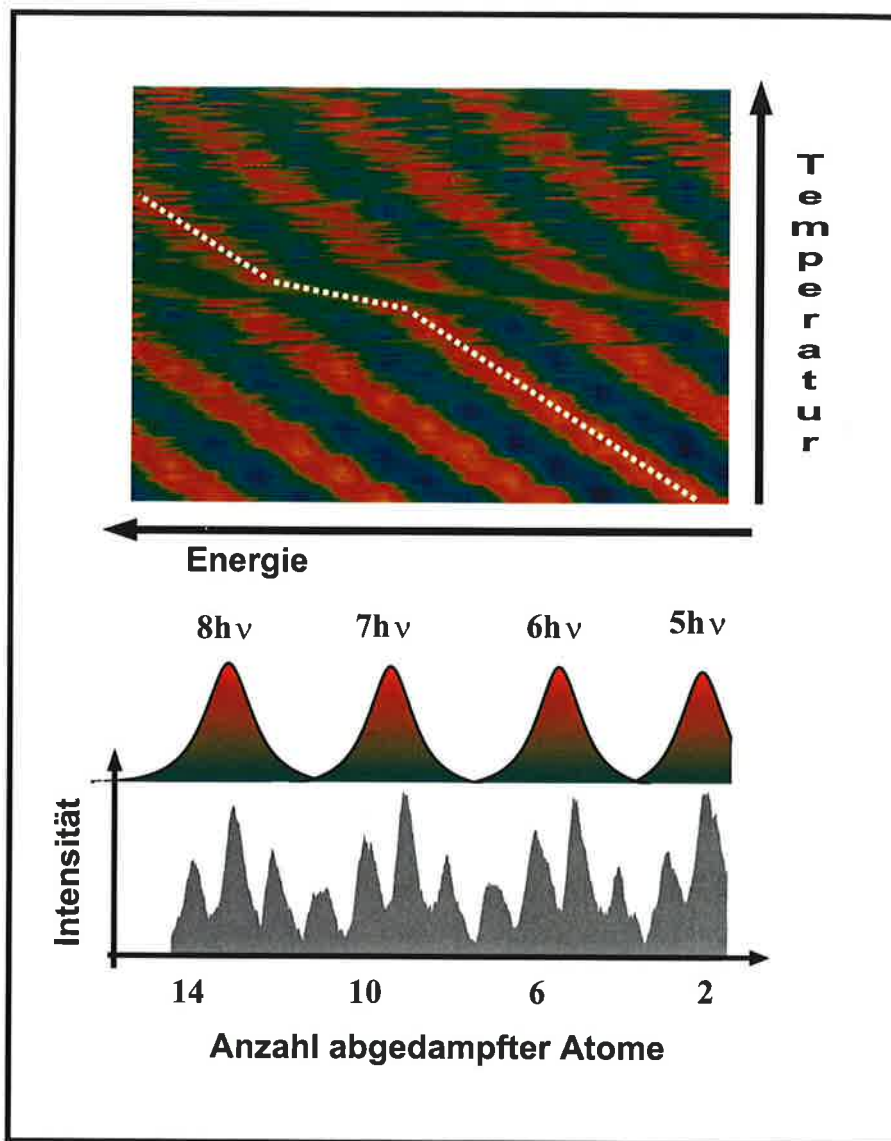 Temperatur
Energie
8hν 7hν 6hν 5hν
Intensität
14 10 6 2
Anzahl abgedampfter Atome